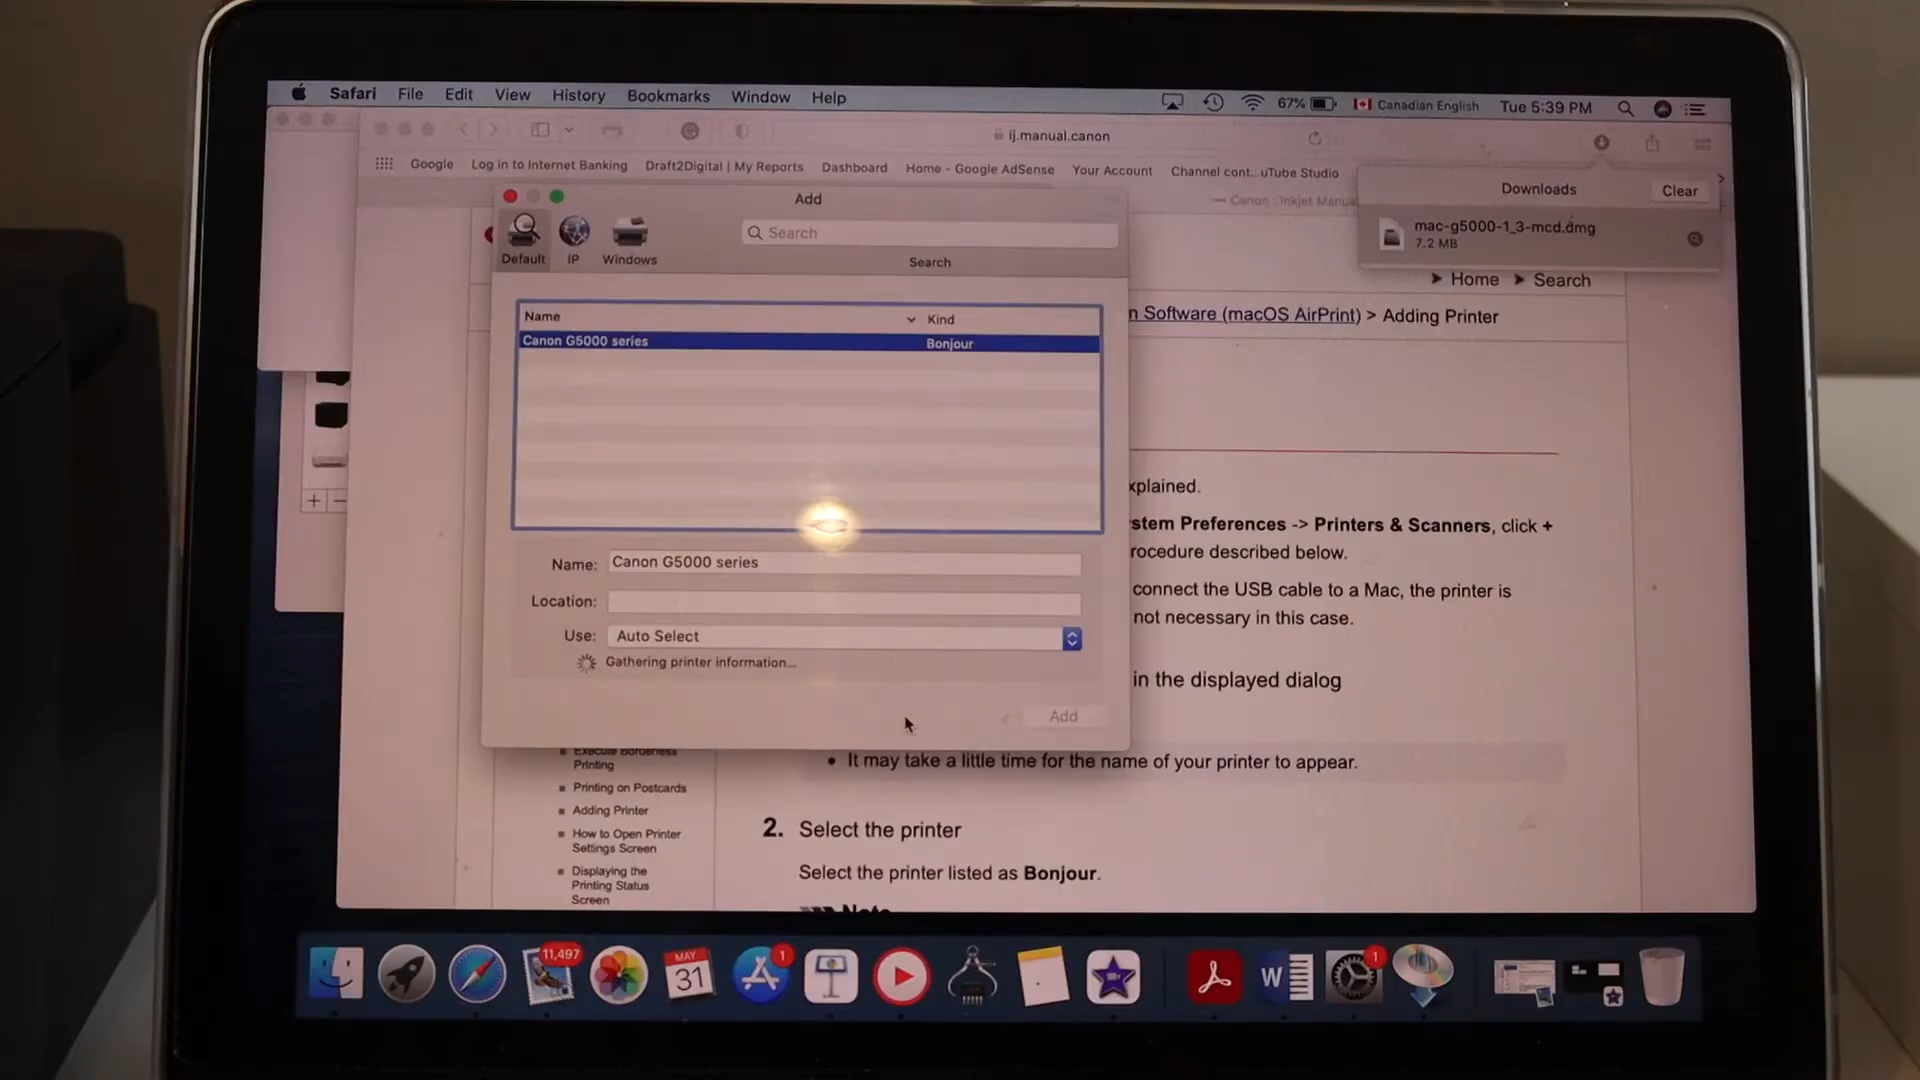 Safari File Edit View History Bookmarks Window Help 67% Canadian English Tue 5:39 PM
ij.manual.canon
Google Log in to Internet Banking Draft2Digital | My Reports Dashboard Home - Google AdSense Your Account Channel cont...uTube Studio
Downloads Clear
mac-g5000-1_3-mcd.dmg
7.2 MB
Add
Search
Default IP Windows
Search
Canon : Inkjet Manua
Home Search
n Software (macOS AirPrint) > Adding Printer
Name Kind
Canon G5000 series Bonjour
xplained.
stem Preferences -> Printers & Scanners, click +
rocedure described below.
Name: Canon G5000 series
connect the USB cable to a Mac, the printer is
not necessary in this case.
Location:
Use: Auto Select
Gathering printer information...
in the displayed dialog
Add
Execute Borderless
Printing
Printing on Postcards
Adding Printer
How to Open Printer
Settings Screen
Displaying the
Printing Status
Screen
• It may take a little time for the name of your printer to appear.
2. Select the printer
Select the printer listed as Bonjour.
Note
11,497
MAY
31
1
W
1